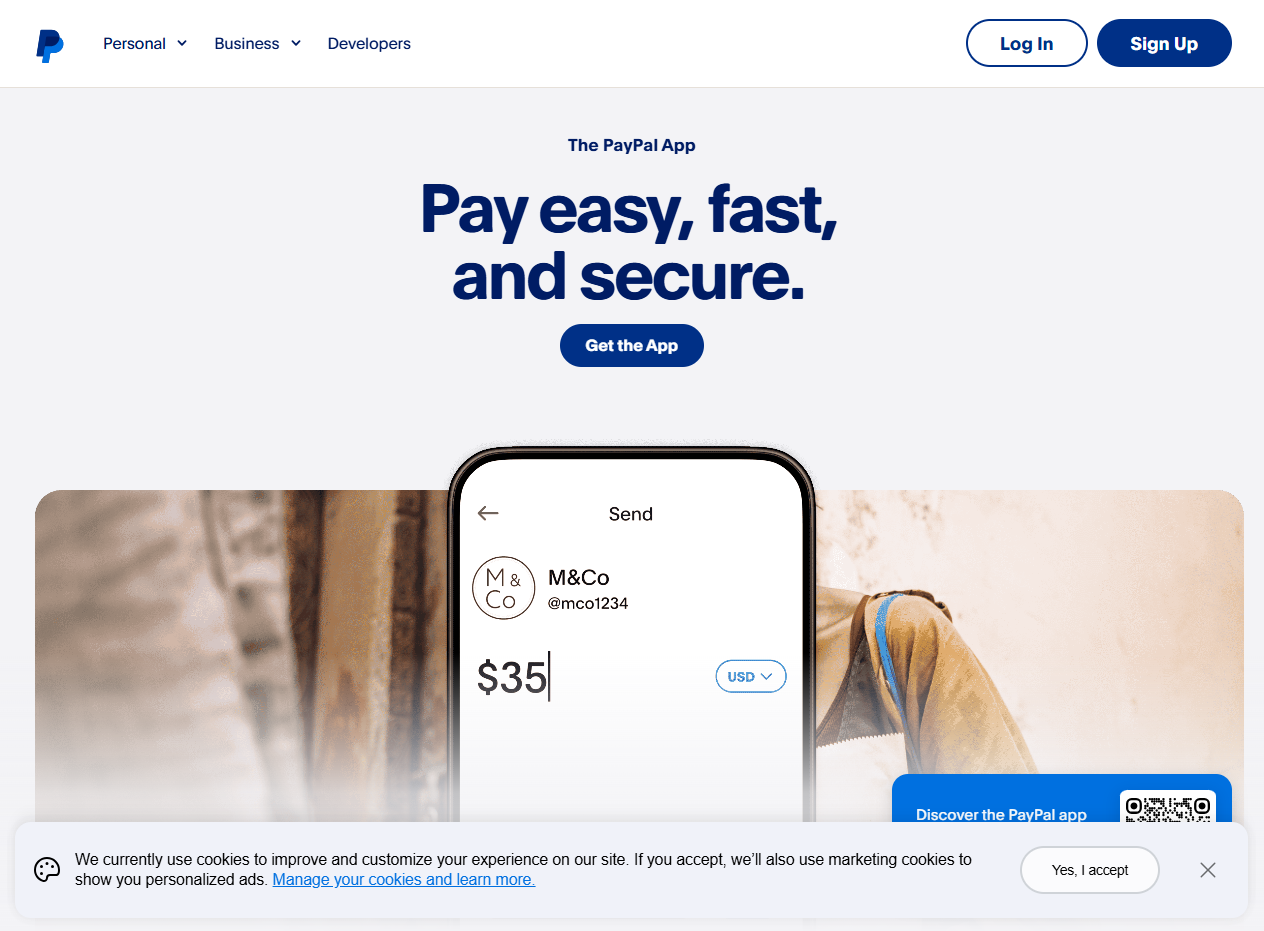 Personal
Business
Developers
Log In
Sign Up
The PayPal App
Pay easy, fast,
and secure.
Get the App
Send
M &
Co
M&Co
@mco1234
$35
USD
Discover the PayPal app
We currently use cookies to improve and customize your experience on our site. If you accept, we’ll also use marketing cookies to
show you personalized ads. Manage your cookies and learn more.
Yes, I accept